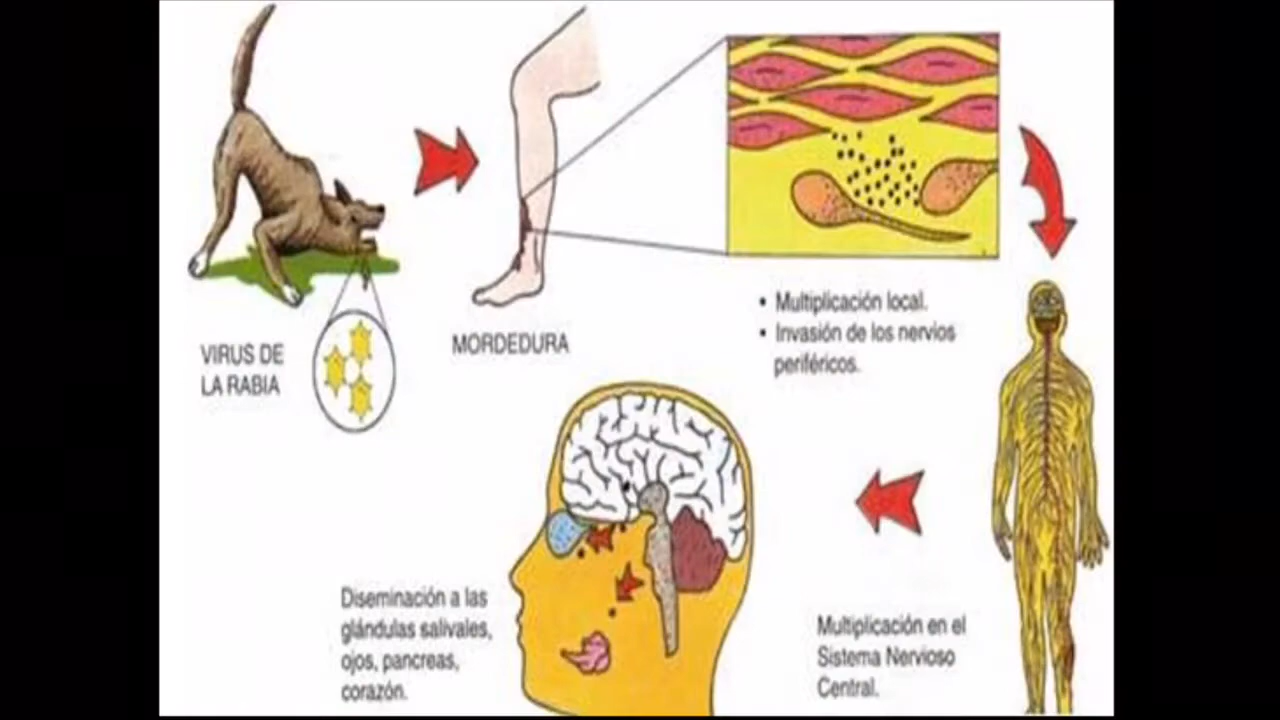 VIRUS DE
LA RABIA
MORDEDURA
• Multiplicación local.
• Invasión de los nervios
periféricos.
Multiplicación en el
Sistema Nervioso
Central.
Diseminación a las
glándulas salivales,
ojos, pancreas,
corazón.